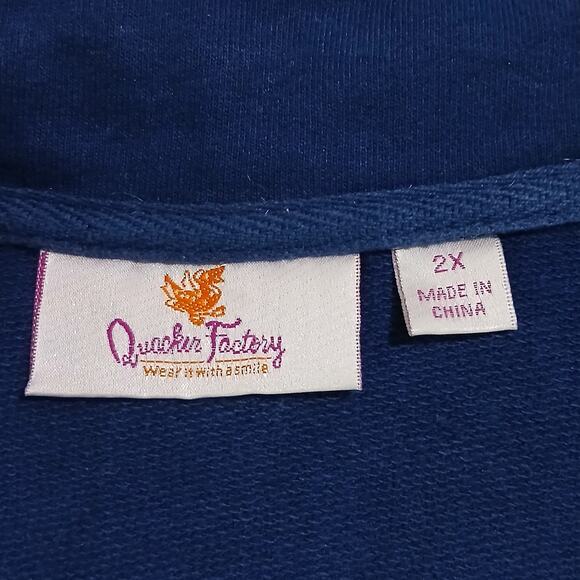 Quacker Factory
Wear it with a smile
2X
MADE IN
CHINA